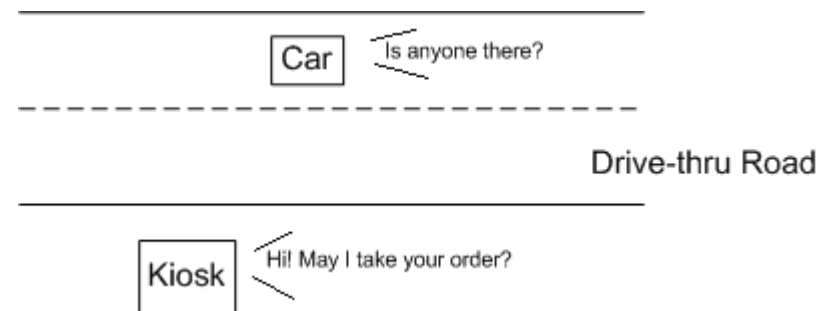 Car
Is anyone there?
Drive-thru Road
Kiosk
Hi! May I take your order?